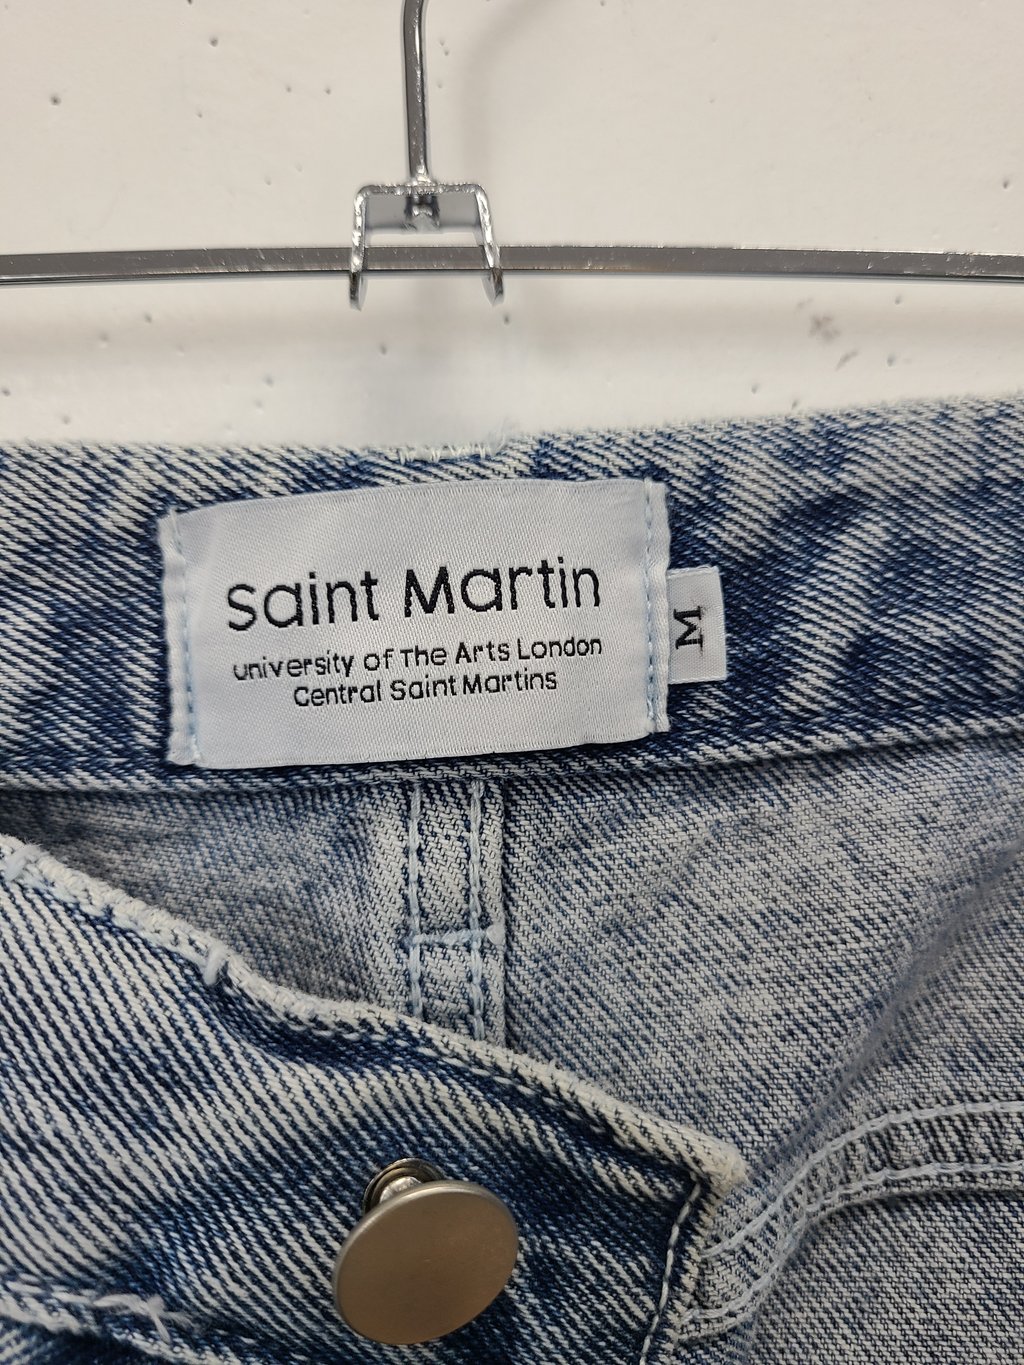 Saint Martin
university of The Arts London
Central Saint Martins
M